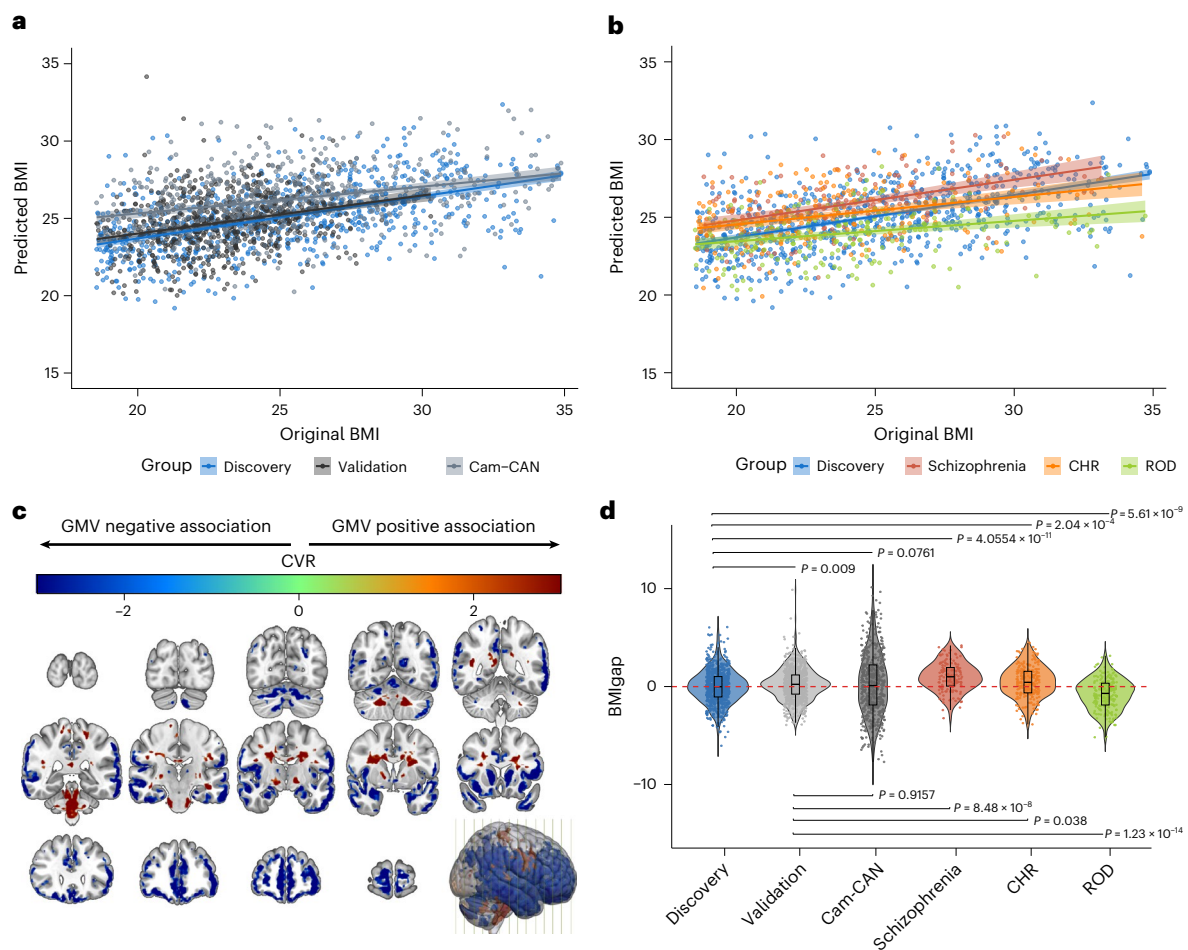 a
35
30
25
20
15
Predicted BMI
20 25 30 35
Original BMI
Group Discovery Validation Cam–CAN
b
35
30
25
20
15
Predicted BMI
20 25 30 35
Original BMI
Group Discovery Schizophrenia CHR ROD
c
GMV negative association GMV positive association
CVR
−2 0 2
d
P = 5.61 × 10⁻⁹
P = 2.04 × 10⁻⁴
P = 4.0554 × 10⁻¹¹
P = 0.0761
P = 0.009
10
0
−10
BMIgap
P = 0.9157
P = 8.48 × 10⁻⁸
P = 0.038
P = 1.23 × 10⁻¹⁴
Discovery
Validation
Cam-CAN
Schizophrenia
CHR
ROD